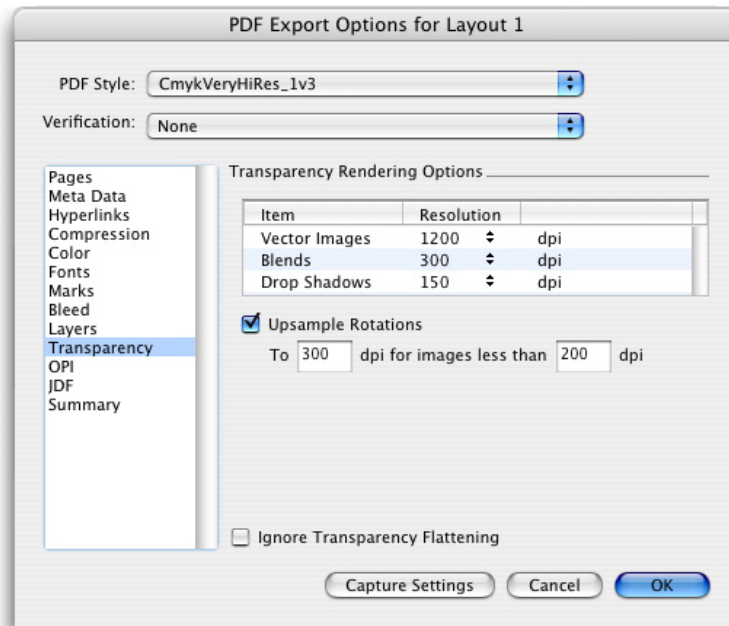 PDF Export Options for Layout 1
PDF Style: CmykVeryHiRes_1v3
Verification: None
Pages
Meta Data
Hyperlinks
Compression
Color
Fonts
Marks
Bleed
Layers
Transparency
OPI
JDF
Summary
Transparency Rendering Options
Item Resolution
Vector Images 1200 dpi
Blends 300 dpi
Drop Shadows 150 dpi
Upsample Rotations
To 300 dpi for images less than 200 dpi
Ignore Transparency Flattening
Capture Settings Cancel OK